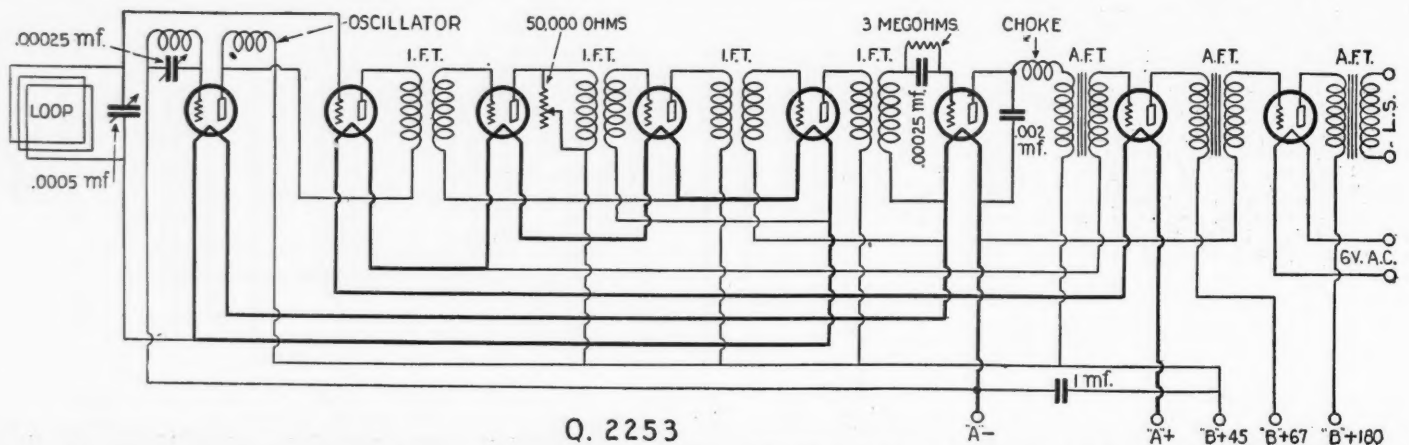 OSCILLATOR
50,000 OHMS
3 MEGOHMS
CHOKE
.00025 mf.
I.F.T.
I.F.T.
I.F.T.
I.F.T.
A.F.T.
A.F.T.
A.F.T.
LOOP
.0005 mf
.00025 mf.
.002 mf.
L.S.
6V. A.C.
1 mf.
Q. 2253
"A"-
"A"+
"B"+45
"B"+67
"B"+180